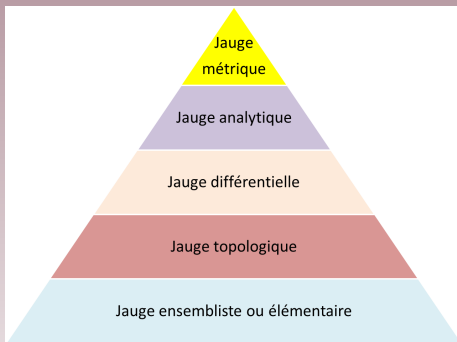 Jauge
métrique
Jauge analytique
Jauge différentielle
Jauge topologique
Jauge ensembliste ou élémentaire